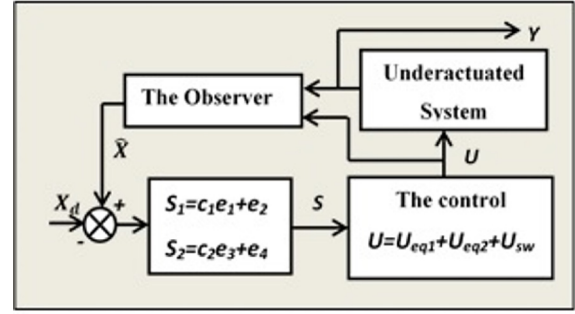 Y
Underactuated
System
The Observer
X̂
U
X_d
+
-
S₁=c₁e₁+e₂
S₂=c₂e₃+e₄
S
The control
U=U_eq1+U_eq2+U_sw